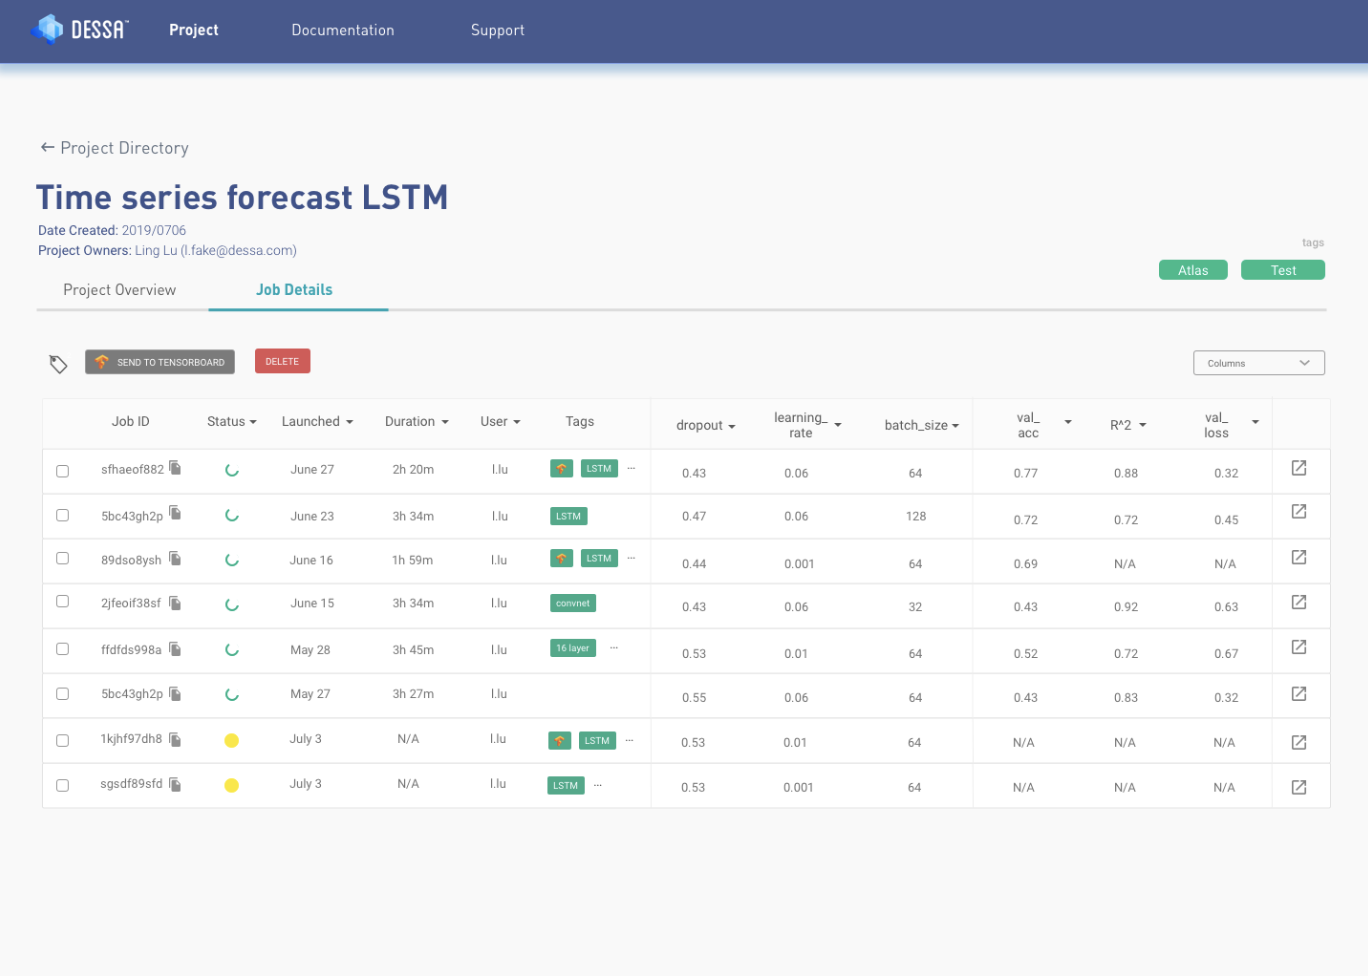 DESSA™ Project Documentation Support
← Project Directory
Time series forecast LSTM
Date Created: 2019/0706
Project Owners: Ling Lu (l.fake@dessa.com)
tags
Atlas Test
Project Overview Job Details
SEND TO TENSORBOARD DELETE Columns
Job ID Status Launched Duration User Tags dropout learning_ rate batch_size val_ acc R^2 val_ loss
sfhaeof882 June 27 2h 20m l.lu LSTM ... 0.43 0.06 64 0.77 0.88 0.32
5bc43gh2p June 23 3h 34m l.lu LSTM 0.47 0.06 128 0.72 0.72 0.45
89dso8ysh June 16 1h 59m l.lu LSTM ... 0.44 0.001 64 0.69 N/A N/A
2jfeoif38sf June 15 3h 34m l.lu convnet 0.43 0.06 32 0.43 0.92 0.63
ffdfds998a May 28 3h 45m l.lu 16 layer ... 0.53 0.01 64 0.52 0.72 0.67
5bc43gh2p May 27 3h 27m l.lu 0.55 0.06 64 0.43 0.83 0.32
1kjhf97dh8 July 3 N/A l.lu LSTM ... 0.53 0.01 64 N/A N/A N/A
sgsdf89sfd July 3 N/A l.lu LSTM ... 0.53 0.001 64 N/A N/A N/A